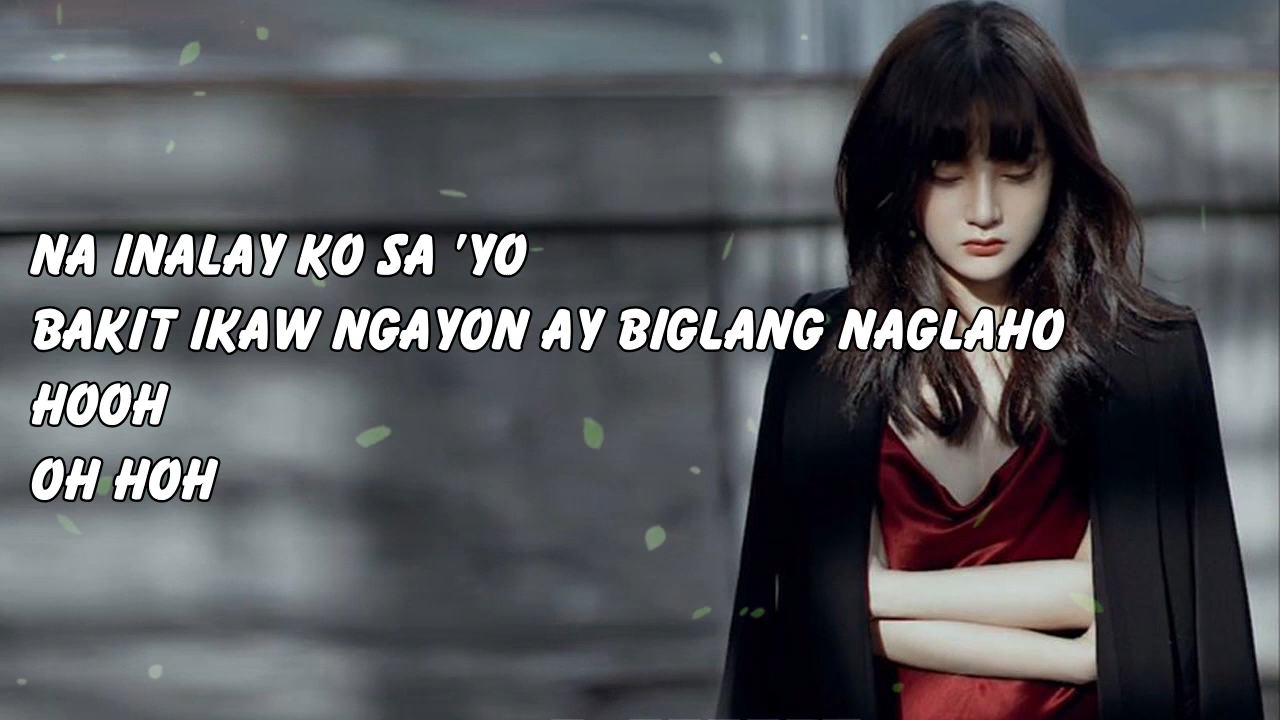 NA INALAY KO SA 'YO
BAKIT IKAW NGAYON AY BIGLANG NAGLAHO
HOOH
OH HOH